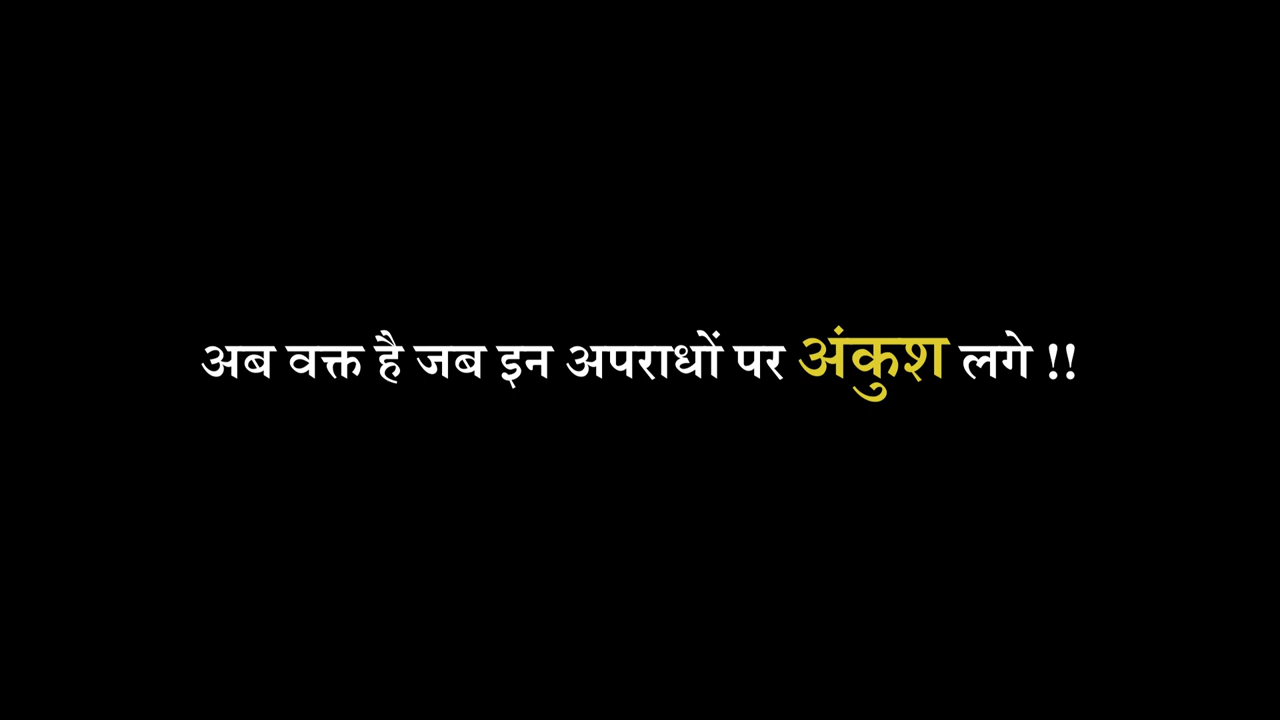 अब वक्त है जब इन अपराधों पर अंकुश लगे !!